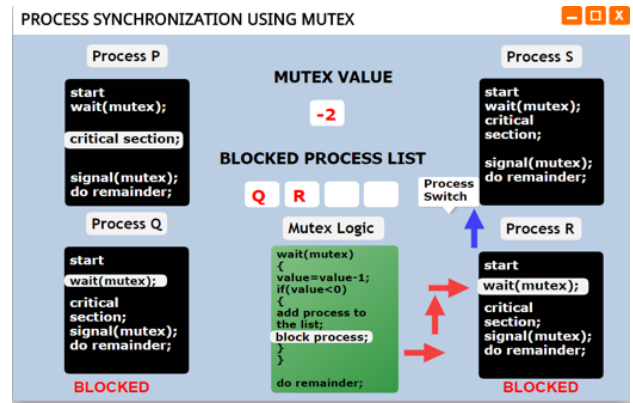 PROCESS SYNCHRONIZATION USING MUTEX
Process P
start
wait(mutex);
critical section;
signal(mutex);
do remainder;
MUTEX VALUE
-2
BLOCKED PROCESS LIST
Q R
Process S
start
wait(mutex);
critical
section;
signal(mutex);
do remainder;
Process
Switch
Process Q
start
wait(mutex);
critical
section;
signal(mutex);
do remainder;
BLOCKED
Mutex Logic
wait(mutex)
{
value=value-1;
if(value<0)
{
add process to
the list;
block process;
}
}
do remainder;
Process R
start
wait(mutex);
critical
section;
signal(mutex);
do remainder;
BLOCKED